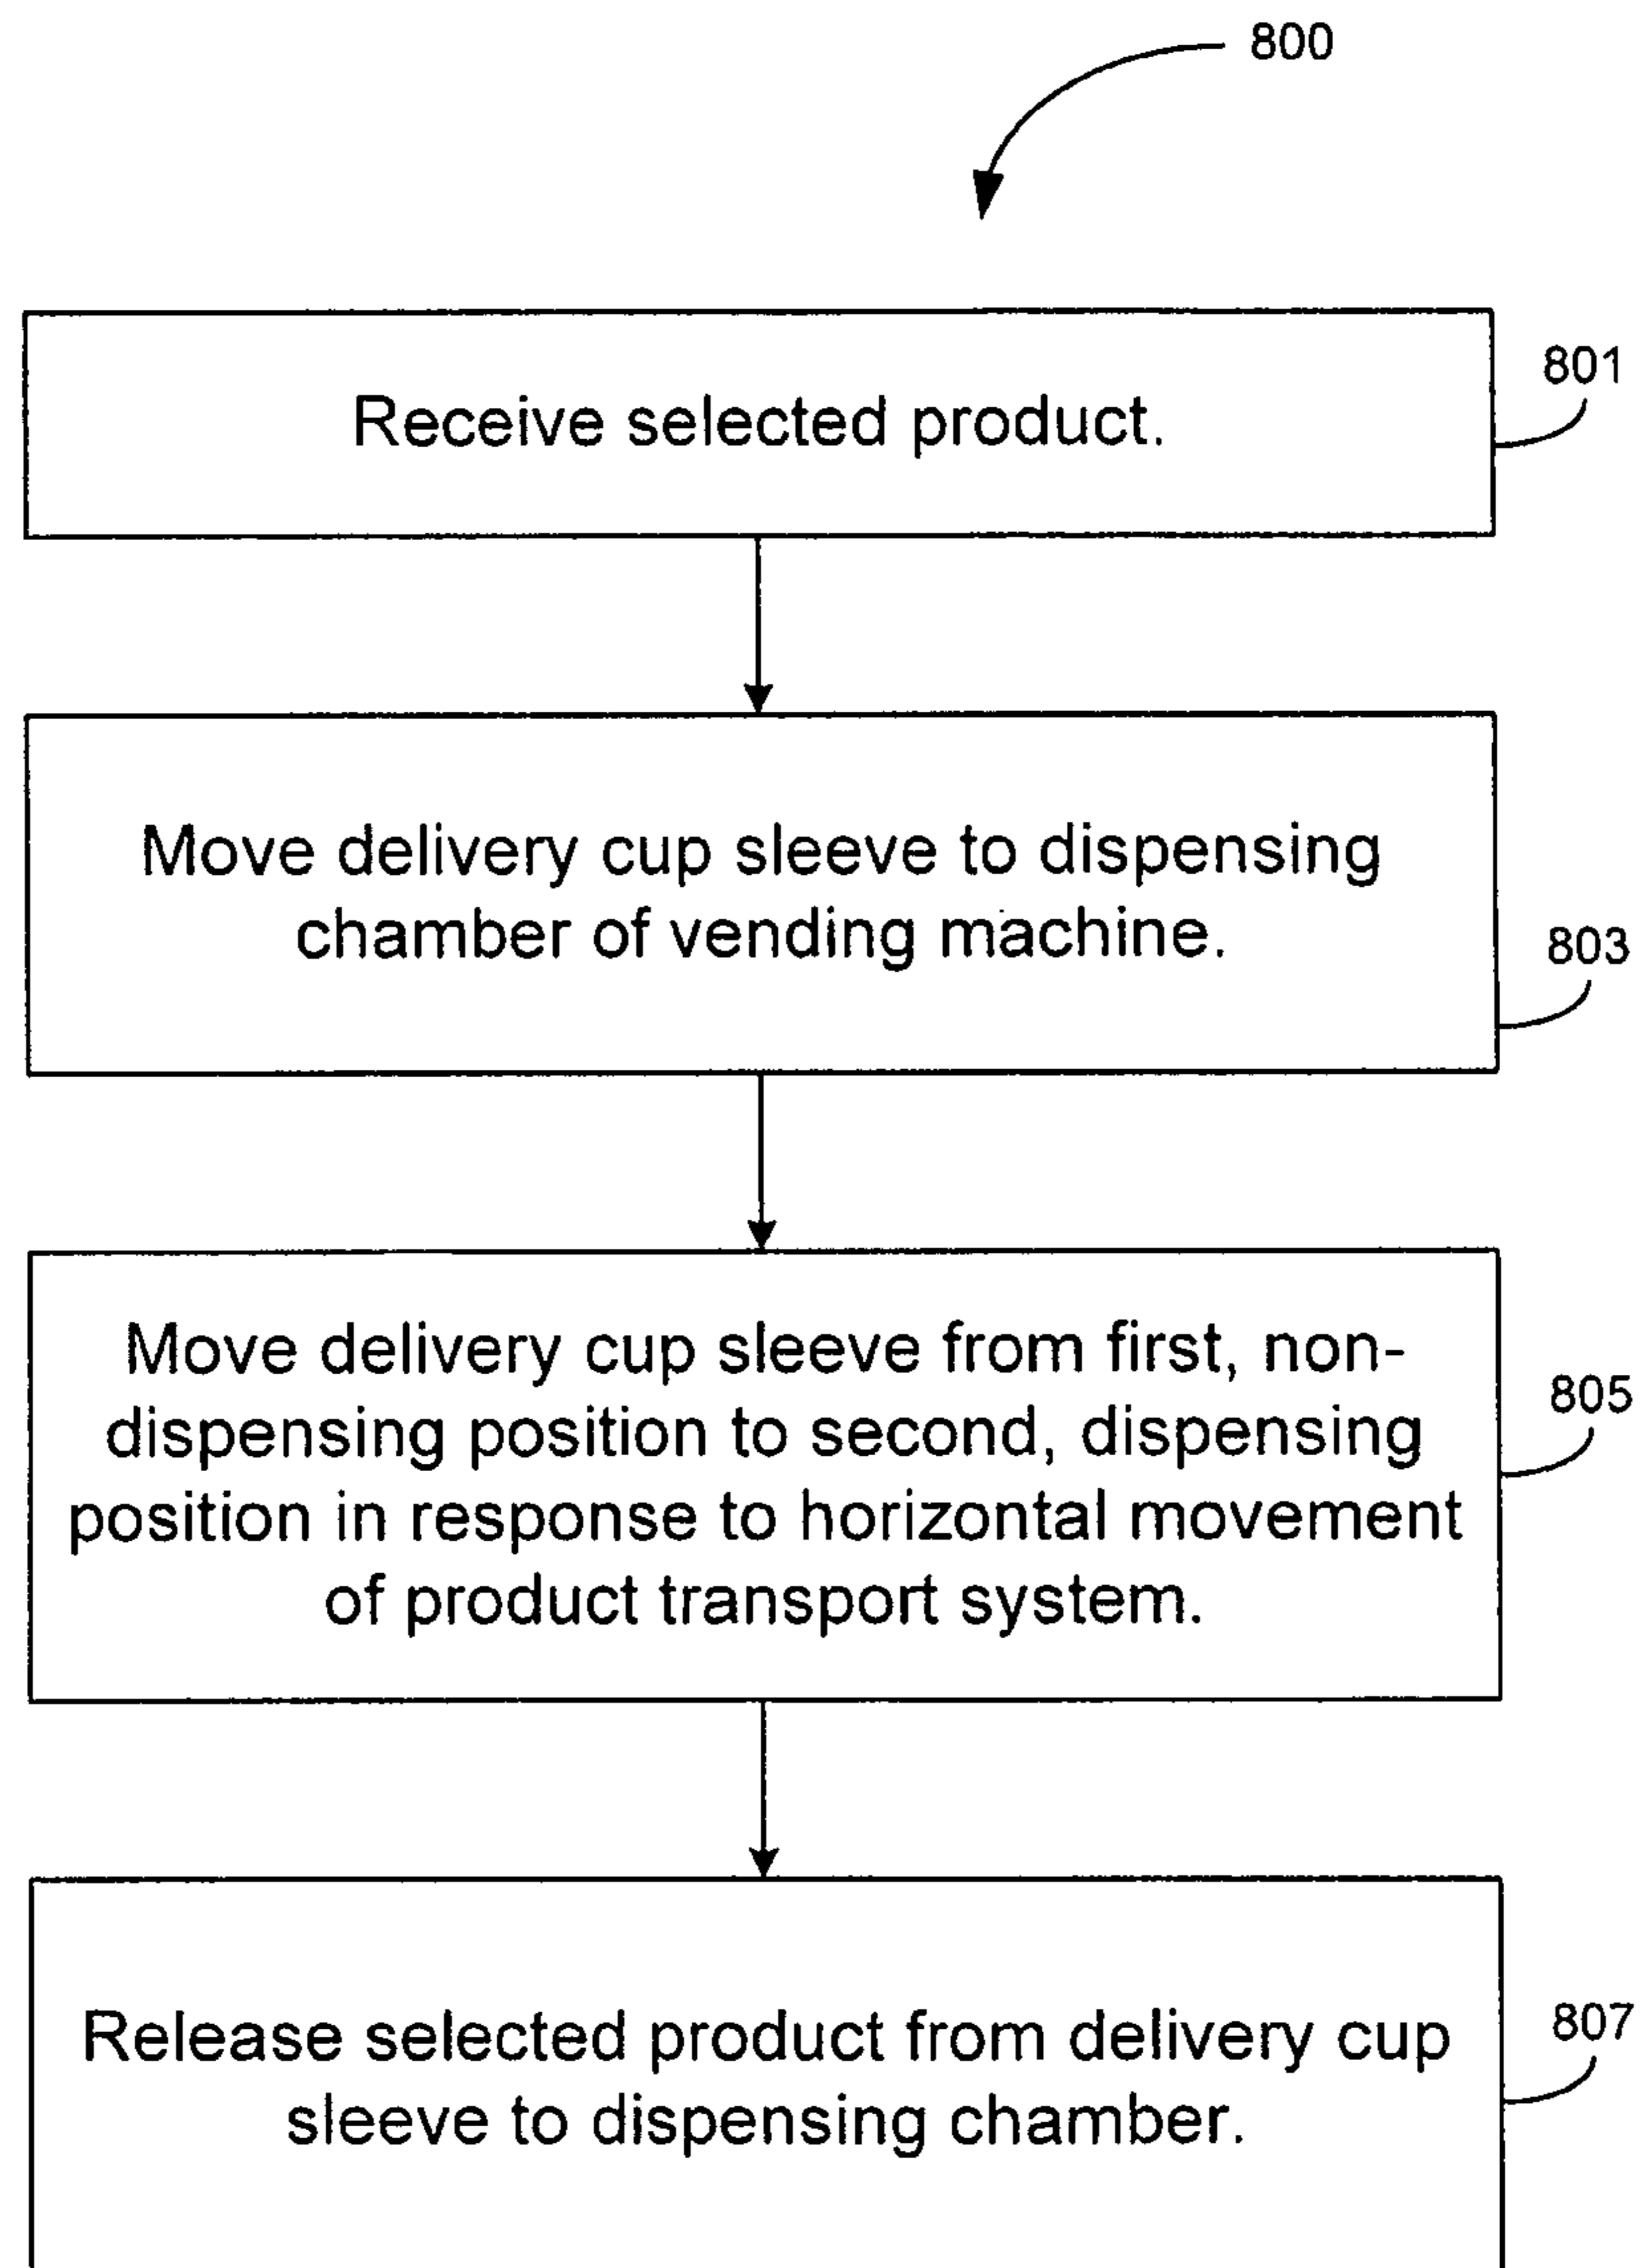 800
Receive selected product.
801
Move delivery cup sleeve to dispensing
chamber of vending machine.
803
Move delivery cup sleeve from first, non-
dispensing position to second, dispensing
position in response to horizontal movement
of product transport system.
805
Release selected product from delivery cup
sleeve to dispensing chamber.
807